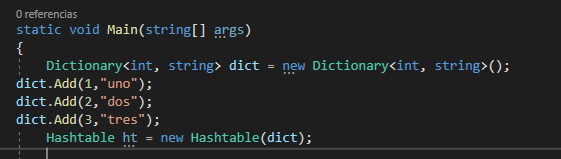 0 referencias
static void Main(string[] args)
{
Dictionary<int, string> dict = new Dictionary<int, string>();
dict.Add(1,"uno");
dict.Add(2,"dos");
dict.Add(3,"tres");
Hashtable ht = new Hashtable(dict);